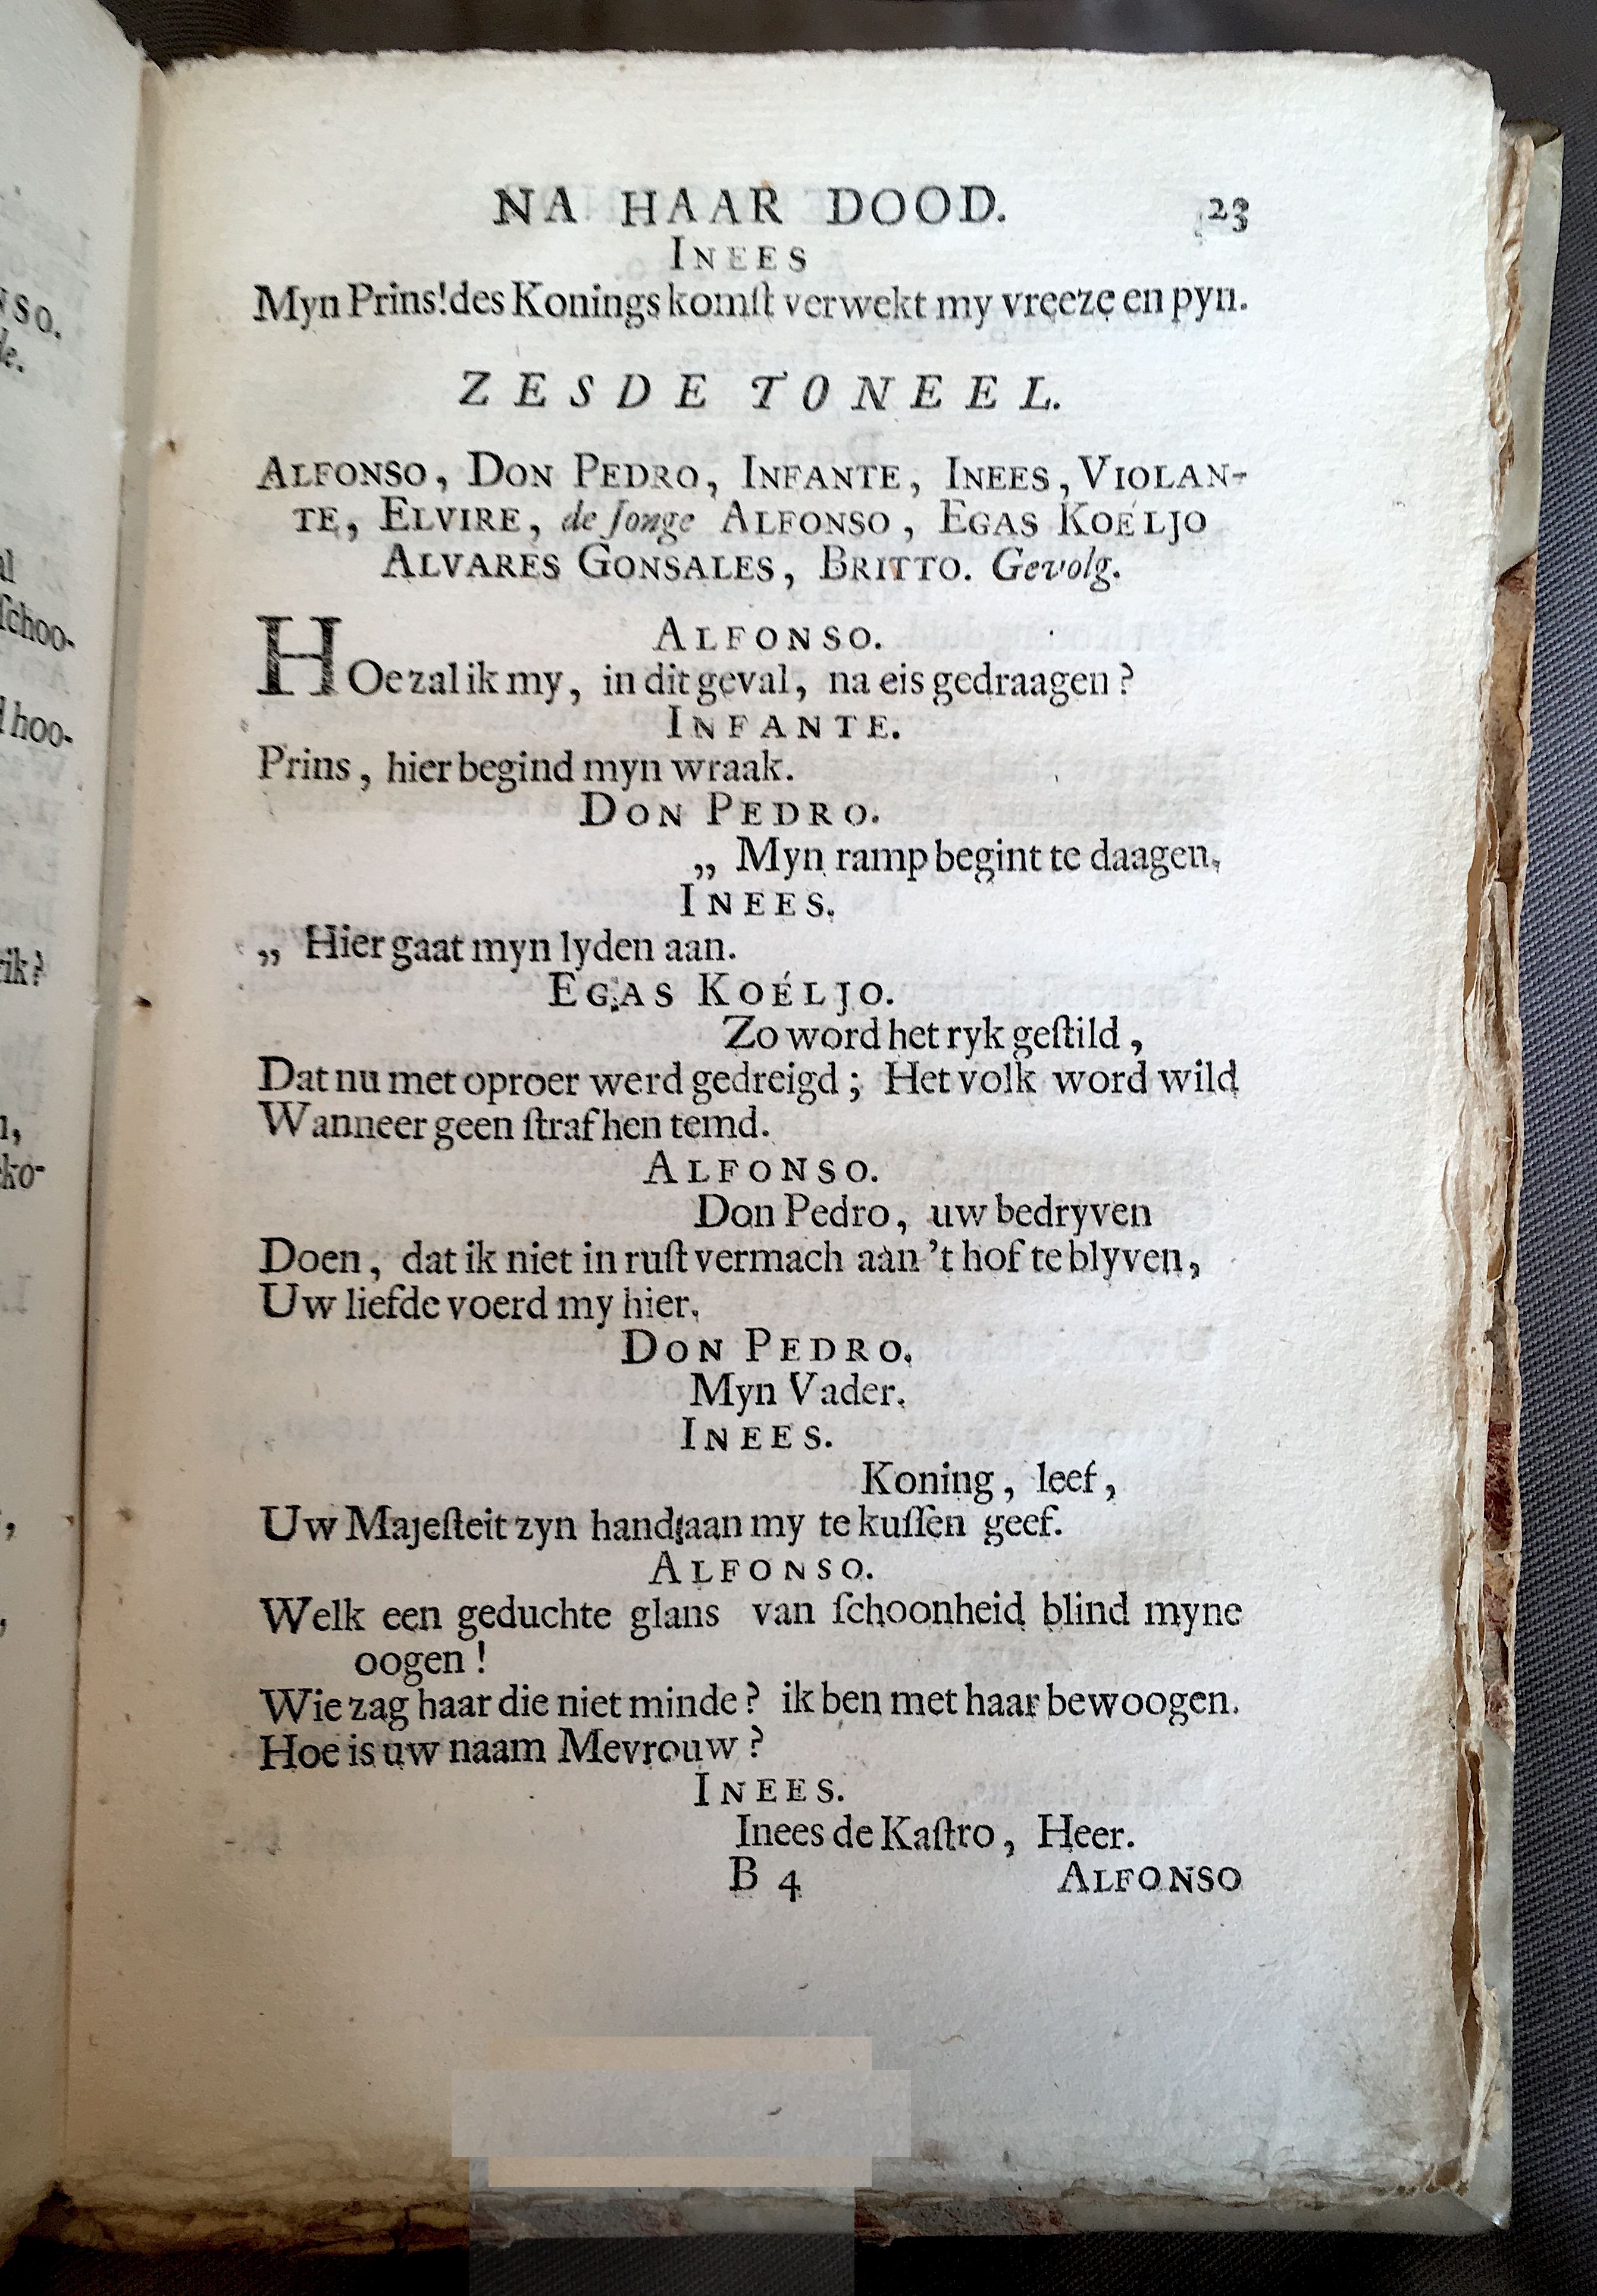 NA HAAR DOOD. 23
INEES
Myn Prins! des Konings komſt verwekt my vreeze en pyn.
ZESDE TONEEL.
ALFONSO, DON PEDRO, INFANTE, INEES, VIOLAN-
TE, ELVIRE, de Jonge ALFONSO, EGAS KOÉLJO
ALVARES GONSALES, BRITTO. Gevolg.
ALFONSO.
HOe zal ik my, in dit geval, na eis gedraagen?
INFANTE.
Prins, hier begind myn wraak.
DON PEDRO.
„ Myn ramp begint te daagen.
INEES.
„ Hier gaat myn lyden aan.
EGAS KOÉLJO.
Zo word het ryk geſtild,
Dat nu met oproer werd gedreigd; Het volk word wild
Wanneer geen ſtraf hen temd.
ALFONSO.
Don Pedro, uw bedryven
Doen, dat ik niet in ruſt vermach aan 't hof te blyven,
Uw liefde voerd my hier.
DON PEDRO.
Myn Vader.
INEES.
Koning, leef,
Uw Majeſteit zyn hand aan my te kuſſen geef.
ALFONSO.
Welk een geduchte glans van ſchoonheid blind myne
oogen!
Wie zag haar die niet minde? ik ben met haar bewoogen.
Hoe is uw naam Mevrouw?
INEES.
Inees de Kaſtro, Heer.
B 4 ALFONSO
NSO.
de.
al
ſchoo-
hoo-
rik?
n,
eko-
,
,